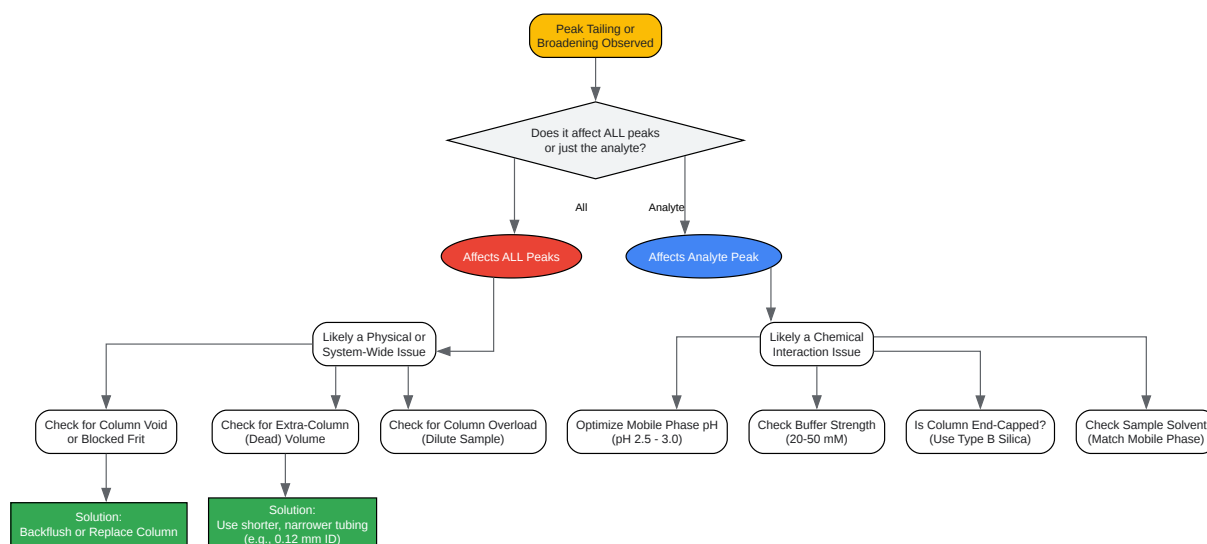 Peak Tailing or
Broadening Observed
Does it affect ALL peaks
or just the analyte?
All
Analyte
Affects ALL Peaks
Affects Analyte Peak
Likely a Physical or
System-Wide Issue
Likely a Chemical
Interaction Issue
Check for Column Void
or Blocked Frit
Check for Extra-Column
(Dead) Volume
Check for Column Overload
(Dilute Sample)
Optimize Mobile Phase pH
(pH 2.5 - 3.0)
Check Buffer Strength
(20-50 mM)
Is Column End-Capped?
(Use Type B Silica)
Check Sample Solvent
(Match Mobile Phase)
Solution:
Backflush or Replace Column
Solution:
Use shorter, narrower tubing
(e.g., 0.12 mm ID)